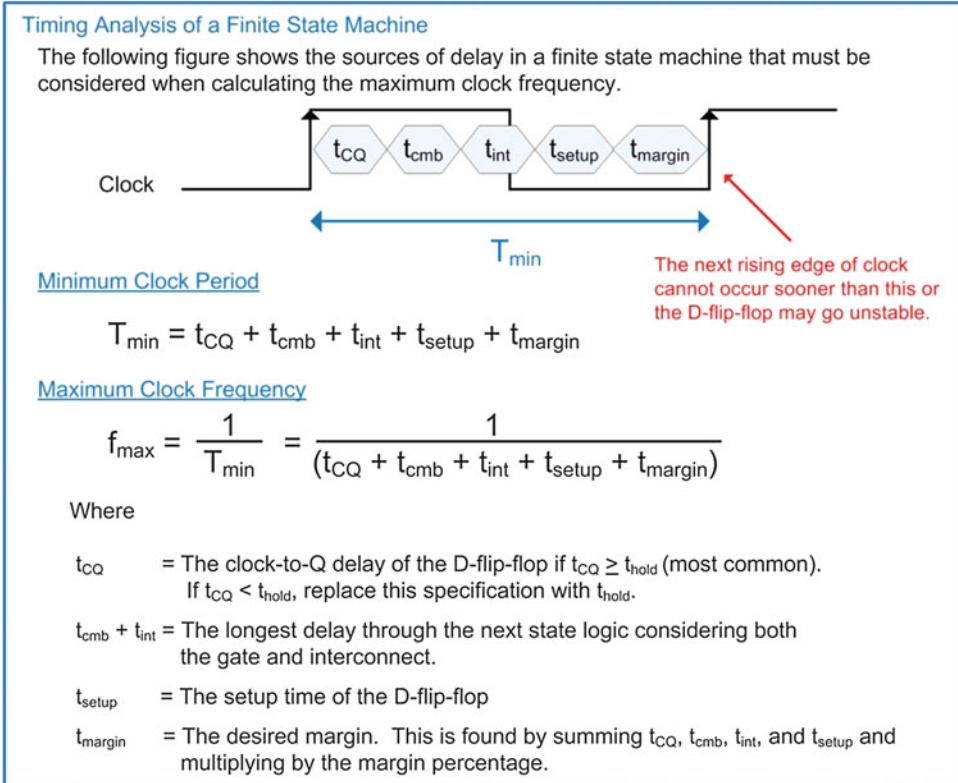 Timing Analysis of a Finite State Machine
The following figure shows the sources of delay in a finite state machine that must be
considered when calculating the maximum clock frequency.
tCQ tcmb tint tsetup tmargin
Clock
Tmin
The next rising edge of clock
cannot occur sooner than this or
the D-flip-flop may go unstable.
Minimum Clock Period
Tmin = tCQ + tcmb + tint + tsetup + tmargin
Maximum Clock Frequency
fmax = 1 / Tmin = 1 / (tCQ + tcmb + tint + tsetup + tmargin)
Where
tCQ = The clock-to-Q delay of the D-flip-flop if tCQ ≥ thold (most common).
If tCQ < thold, replace this specification with thold.
tcmb + tint = The longest delay through the next state logic considering both
the gate and interconnect.
tsetup = The setup time of the D-flip-flop
tmargin = The desired margin. This is found by summing tCQ, tcmb, tint, and tsetup and
multiplying by the margin percentage.